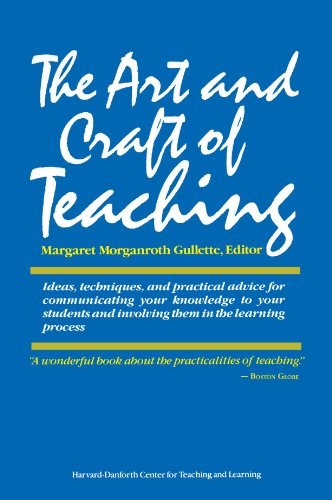 The Art and
Craft of
Teaching
Margaret Morganroth Gullette, Editor
Ideas, techniques, and practical advice for
communicating your knowledge to your
students and involving them in the learning
process
"A wonderful book about the practicalities of teaching."
— BOSTON GLOBE
Harvard-Danforth Center for Teaching and Learning